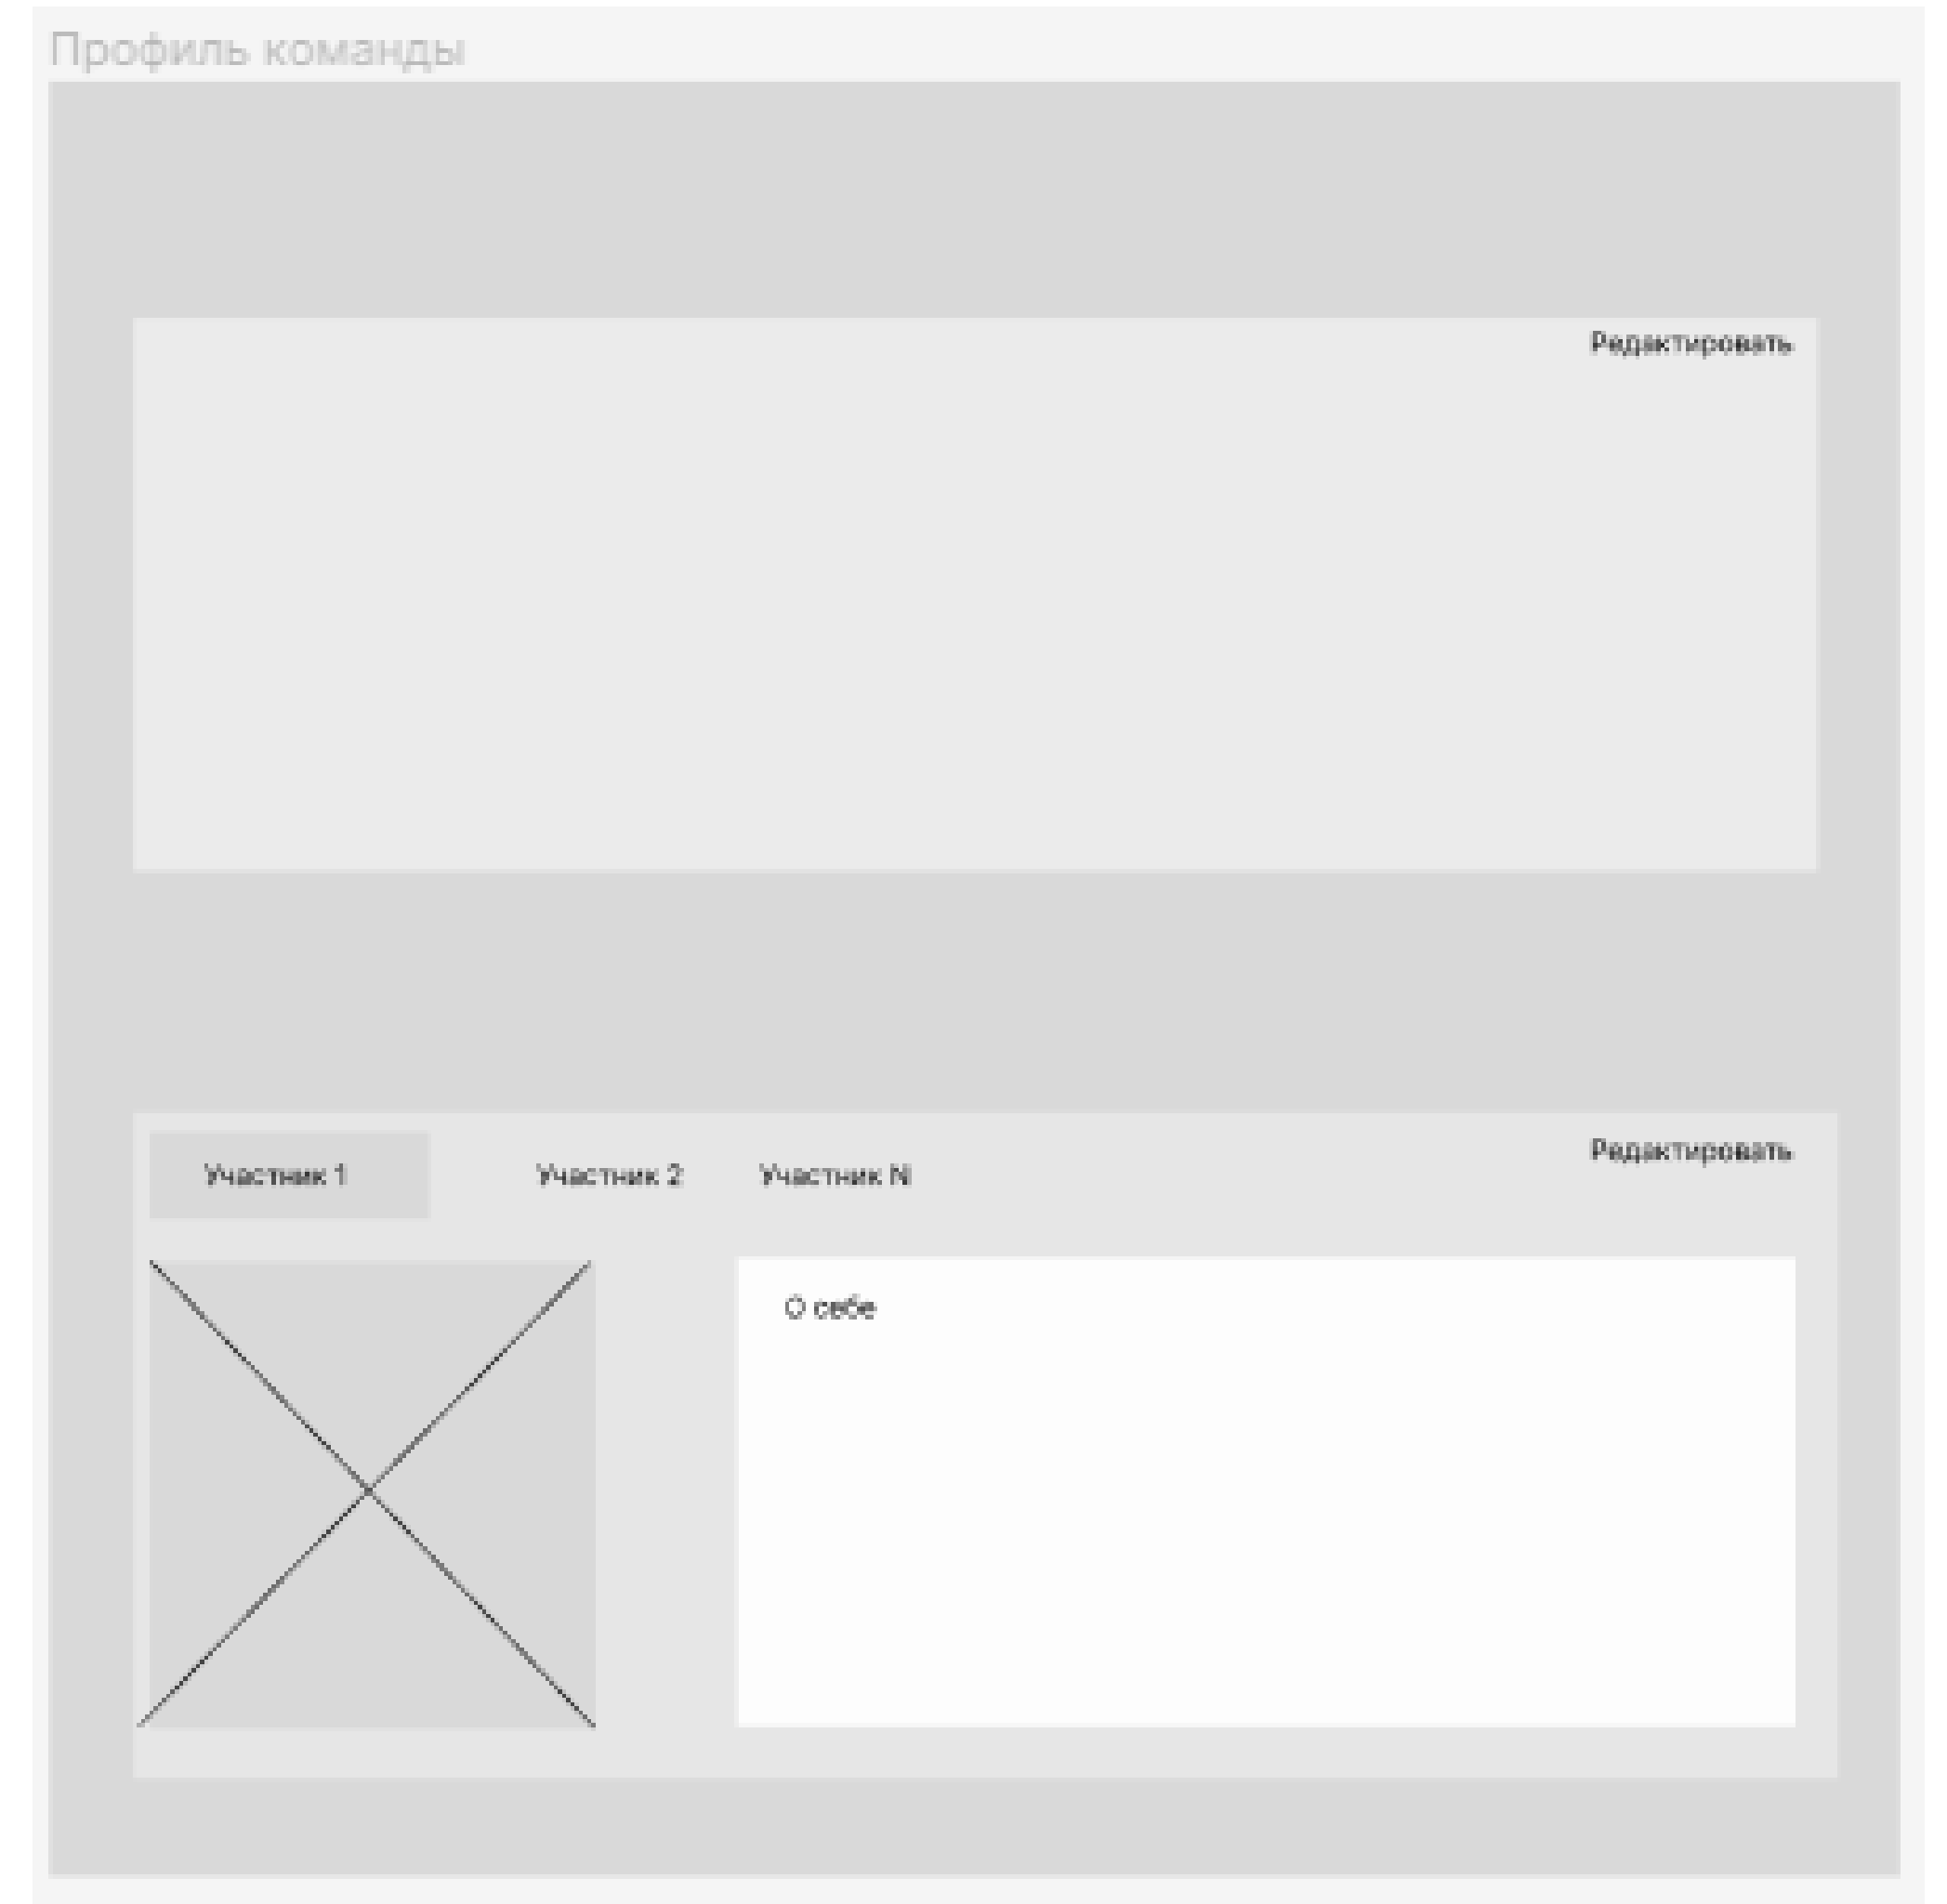 Профиль команды
Редактировать
Участник 1 Участник 2 Участник N Редактировать
О себе